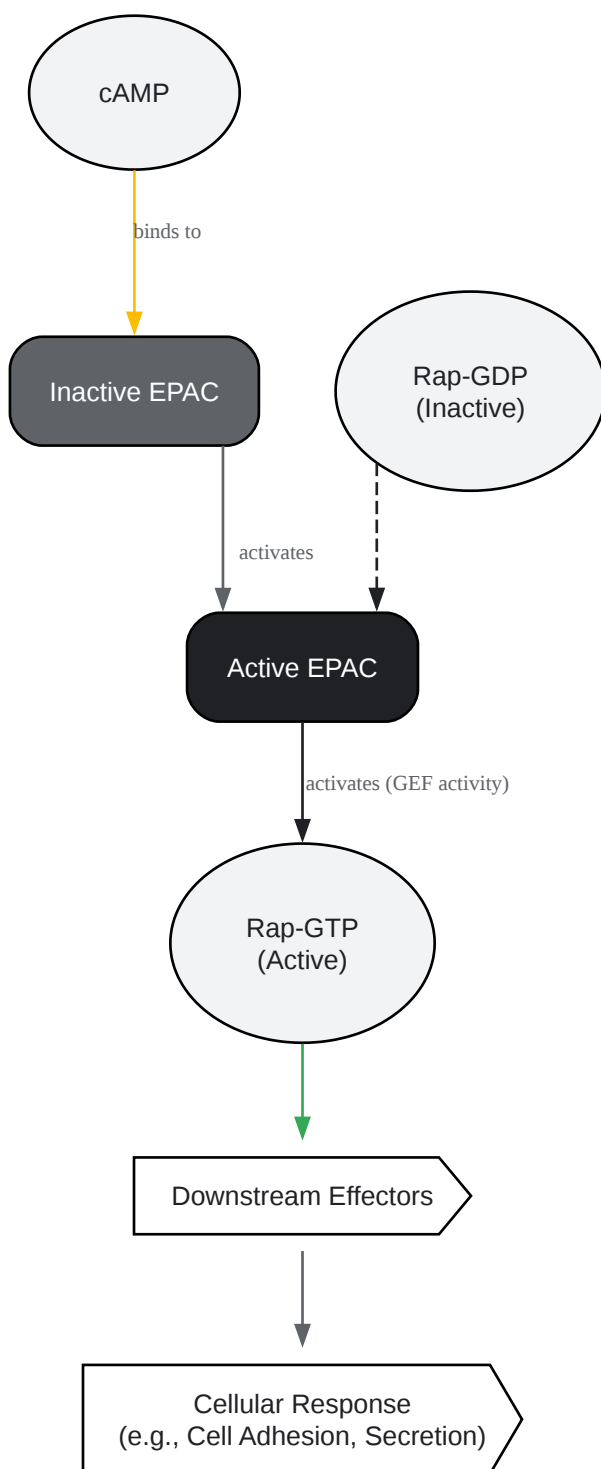 cAMP
binds to
Inactive EPAC
Rap-GDP
(Inactive)
activates
Active EPAC
activates (GEF activity)
Rap-GTP
(Active)
Downstream Effectors
Cellular Response
(e.g., Cell Adhesion, Secretion)